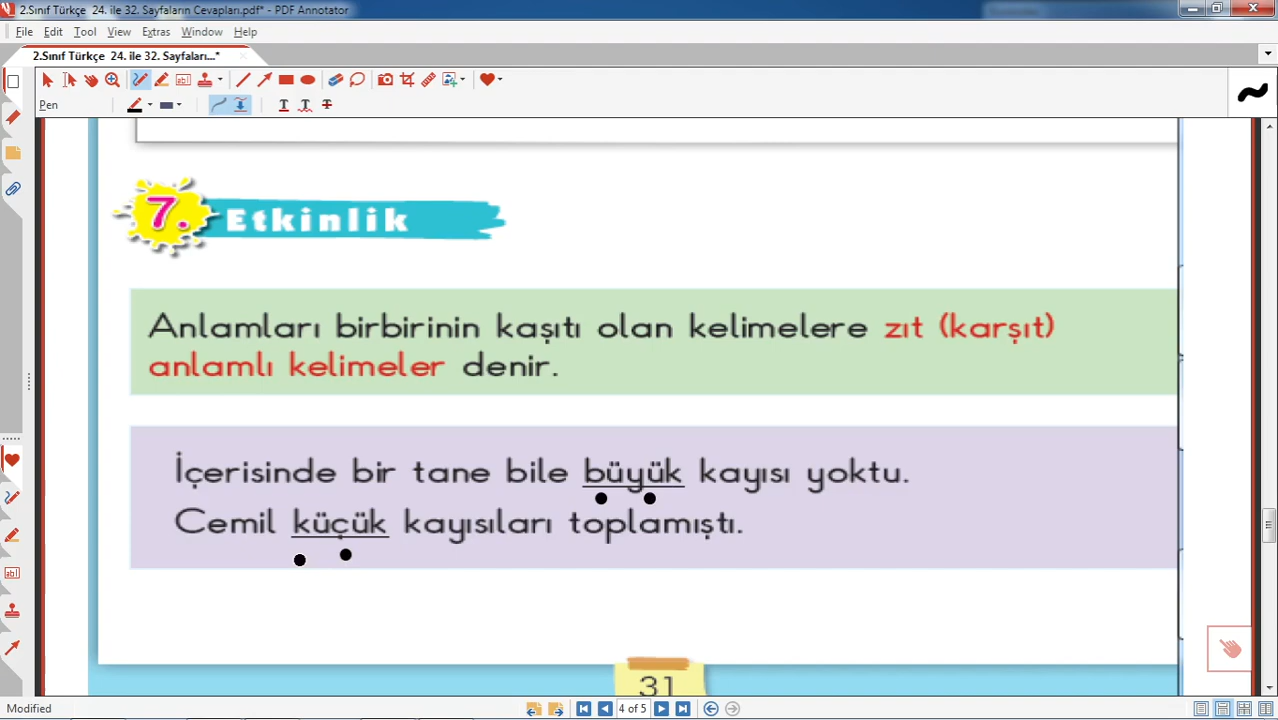 2.Sınıf Türkçe 24. ile 32. Sayfaların Cevapları.pdf* - PDF Annotator
File Edit Tool View Extras Window Help
2.Sınıf Türkçe 24. ile 32. Sayfaları...*
Pen
7. Etkinlik
Anlamları birbirinin kaşıtı olan kelimelere zıt (karşıt)
anlamlı kelimeler denir.
İçerisinde bir tane bile büyük kayısı yoktu.
Cemil küçük kayısıları toplamıştı.
31
Modified
4 of 5